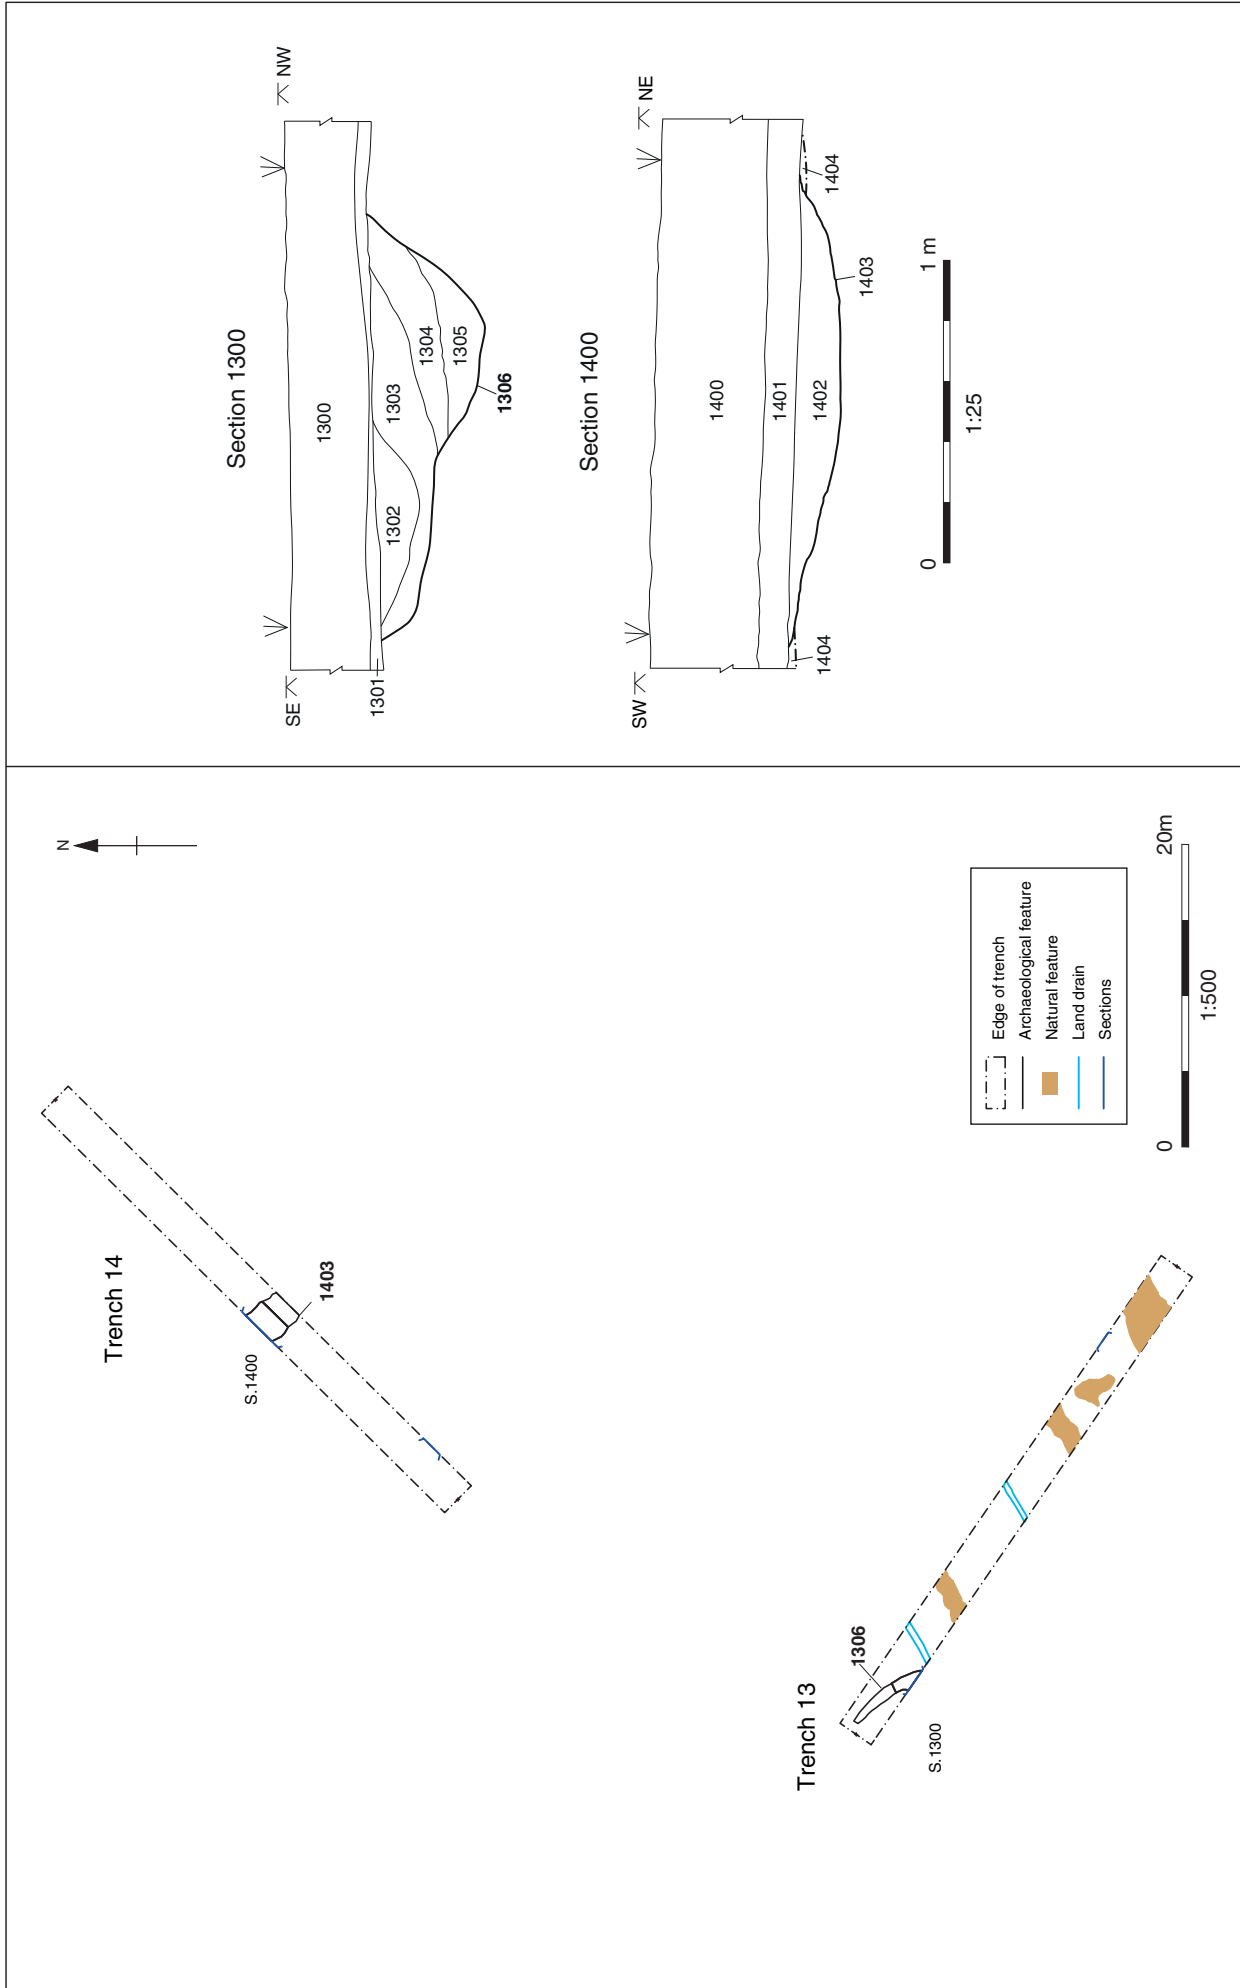 Trench 14
S.1400
1403
N
Trench 13
S.1300
1306
Edge of trench
Archaeological feature
Natural feature
Land drain
Sections
0
20m
1:500
Section 1300
SE
NW
1300
1301
1302
1303
1304
1305
1306
Section 1400
SW
NE
1400
1401
1402
1404
1403
1404
0
1 m
1:25